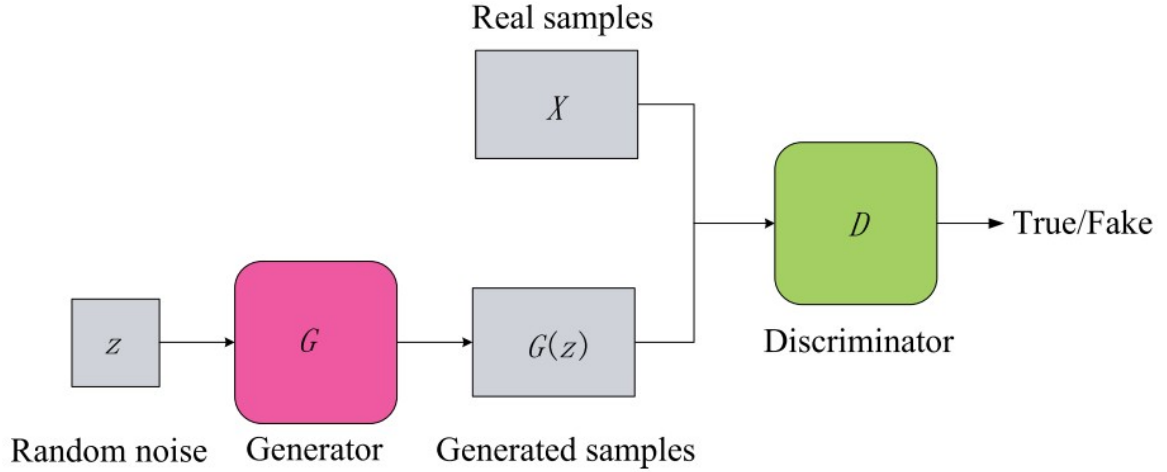 Real samples
X
D
True/Fake
z
G
G(z)
Discriminator
Random noise
Generator
Generated samples